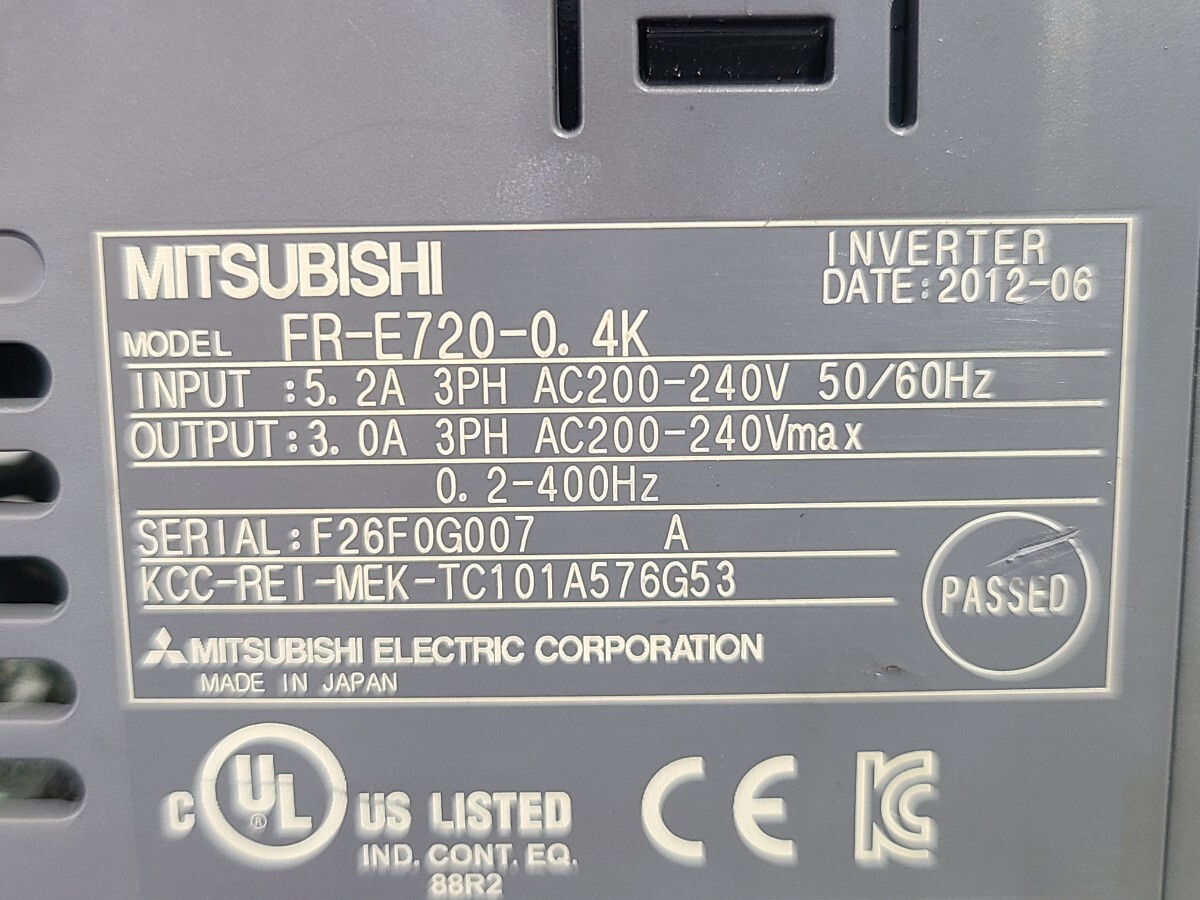 MITSUBISHI
INVERTER
DATE:2012-06
MODEL FR-E720-0.4K
INPUT :5.2A 3PH AC200-240V 50/60Hz
OUTPUT:3.0A 3PH AC200-240Vmax
0.2-400Hz
SERIAL:F26F0G007 A
KCC-REI-MEK-TC101A576G53
PASSED
MITSUBISHI ELECTRIC CORPORATION
MADE IN JAPAN
C UL ® US LISTED
IND. CONT. EQ.
88R2
CE
KC